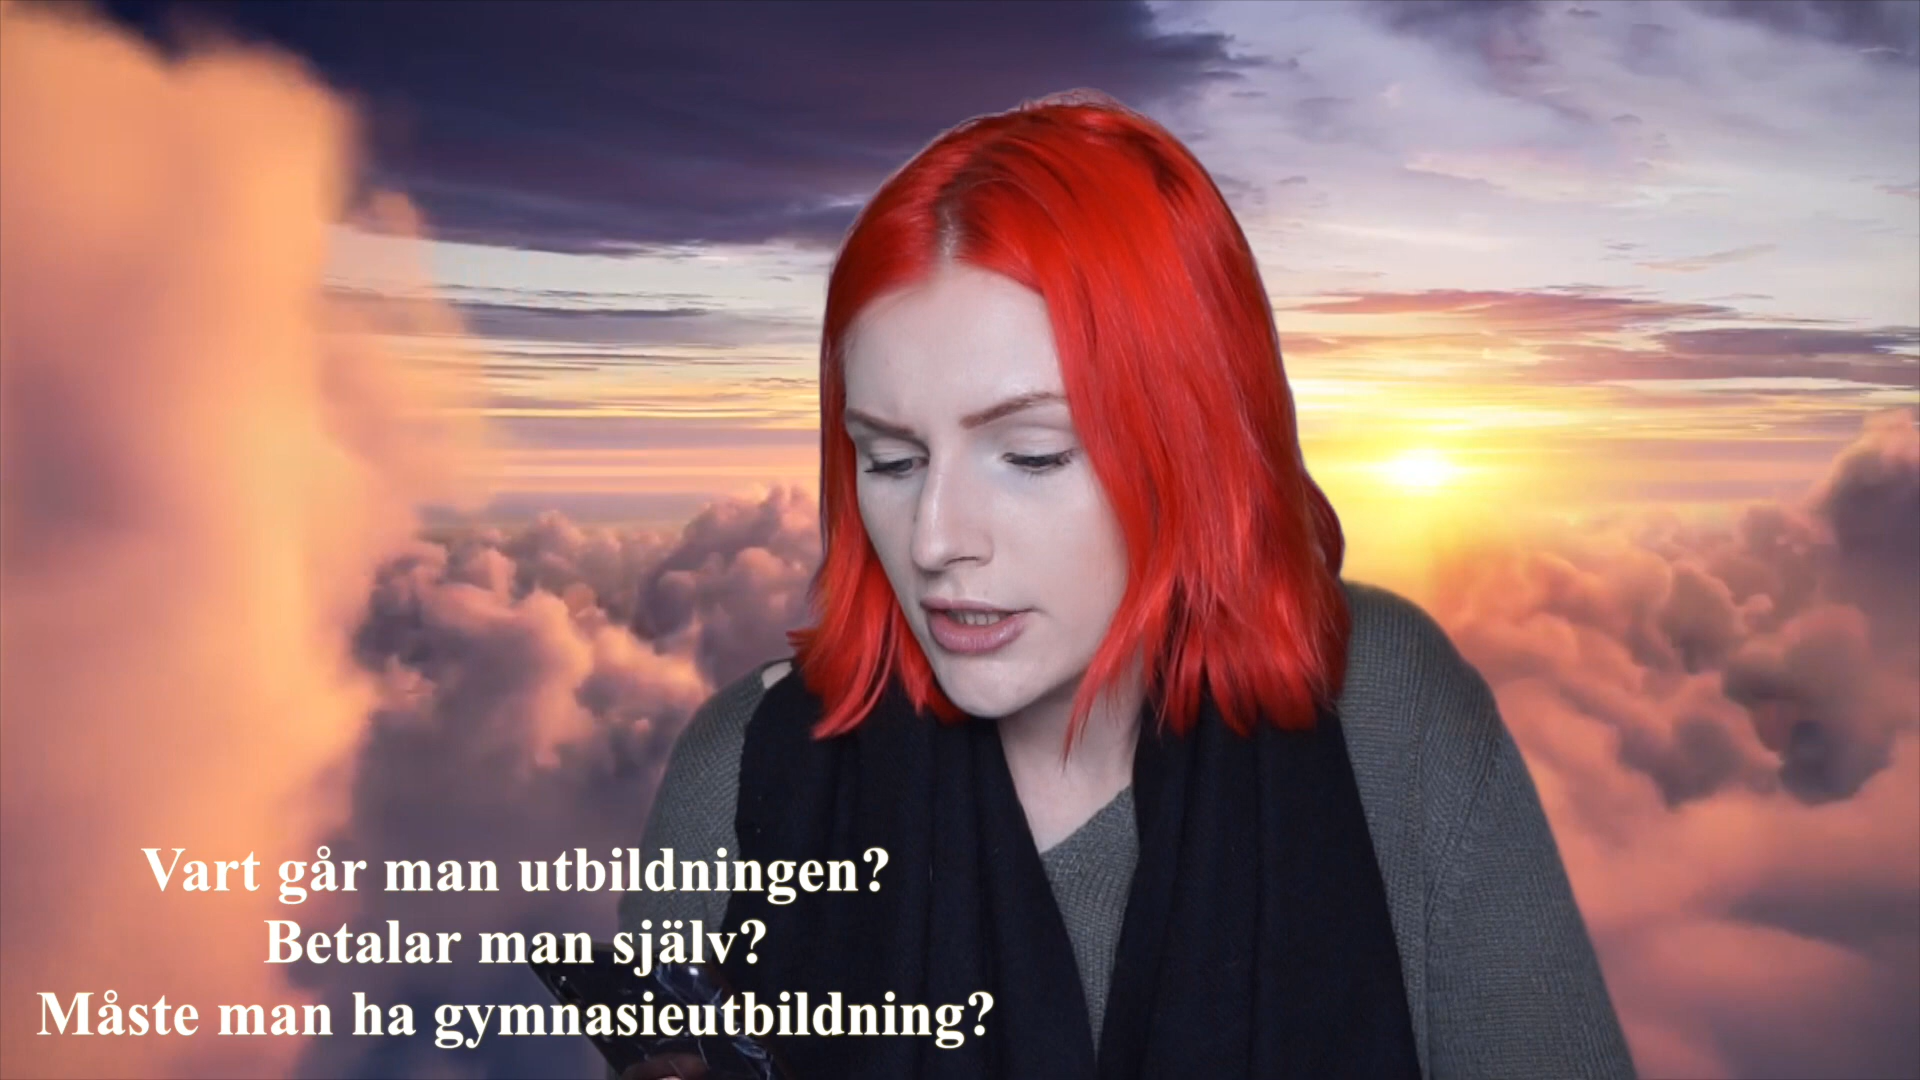 Vart går man utbildningen?
Betalar man själv?
Måste man ha gymnasieutbildning?